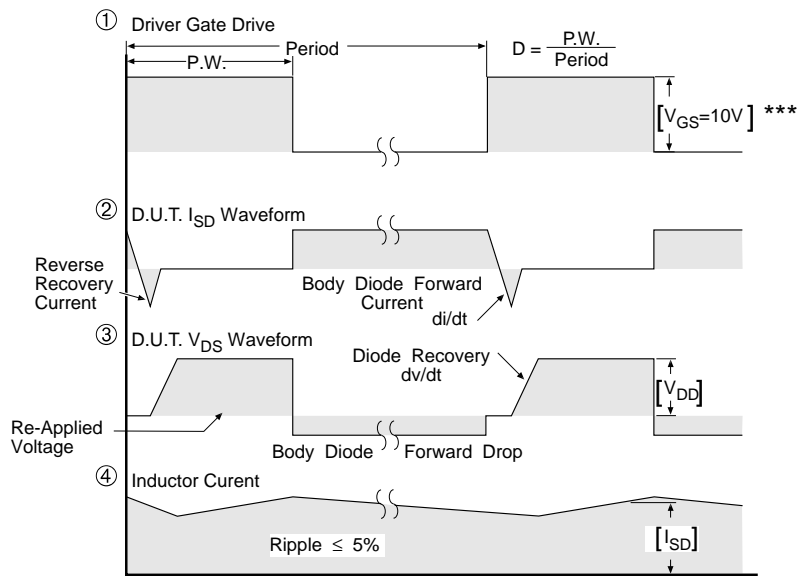 ① Driver Gate Drive
P.W.
Period
D = P.W. / Period
[VGS=10V] ***
② D.U.T. ISD Waveform
Reverse
Recovery
Current
Body Diode Forward
Current
di/dt
③ D.U.T. VDS Waveform
Diode Recovery
dv/dt
[VDD]
Re-Applied
Voltage
Body Diode Forward Drop
④ Inductor Curent
Ripple ≤ 5%
[ISD]